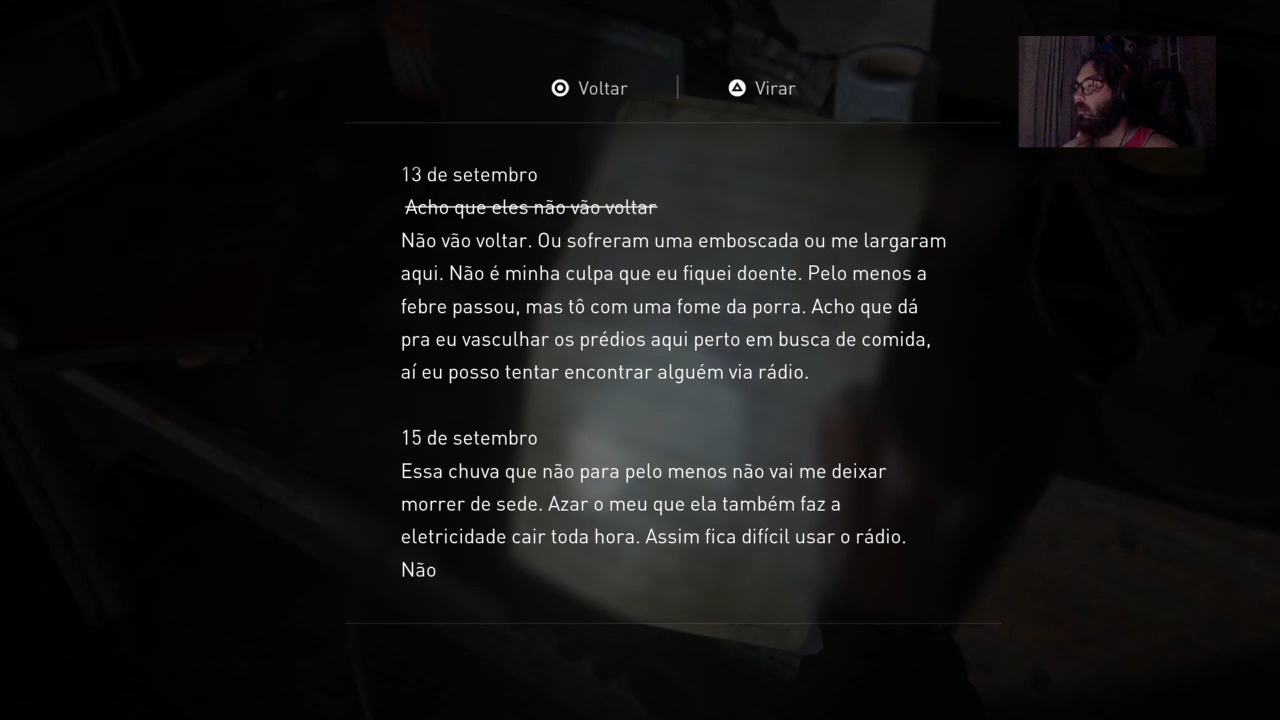 Voltar
Virar
13 de setembro
Acho que eles não vão voltar
Não vão voltar. Ou sofreram uma emboscada ou me largaram
aqui. Não é minha culpa que eu fiquei doente. Pelo menos a
febre passou, mas tô com uma fome da porra. Acho que dá
pra eu vasculhar os prédios aqui perto em busca de comida,
aí eu posso tentar encontrar alguém via rádio.
15 de setembro
Essa chuva que não para pelo menos não vai me deixar
morrer de sede. Azar o meu que ela também faz a
eletricidade cair toda hora. Assim fica difícil usar o rádio.
Não